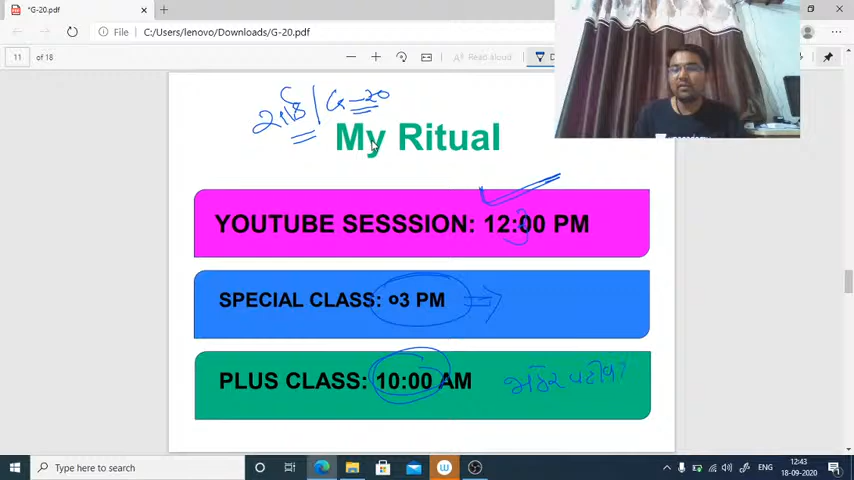 *G-20.pdf
File
C:/Users/lenovo/Downloads/G-20.pdf
11 of 18
Read aloud
G-20
My Ritual
YOUTUBE SESSSION: 12:00 PM
3
SPECIAL CLASS: 03 PM
PLUS CLASS: 10:00 AM
Type here to search
ENG
12:43
18-09-2020